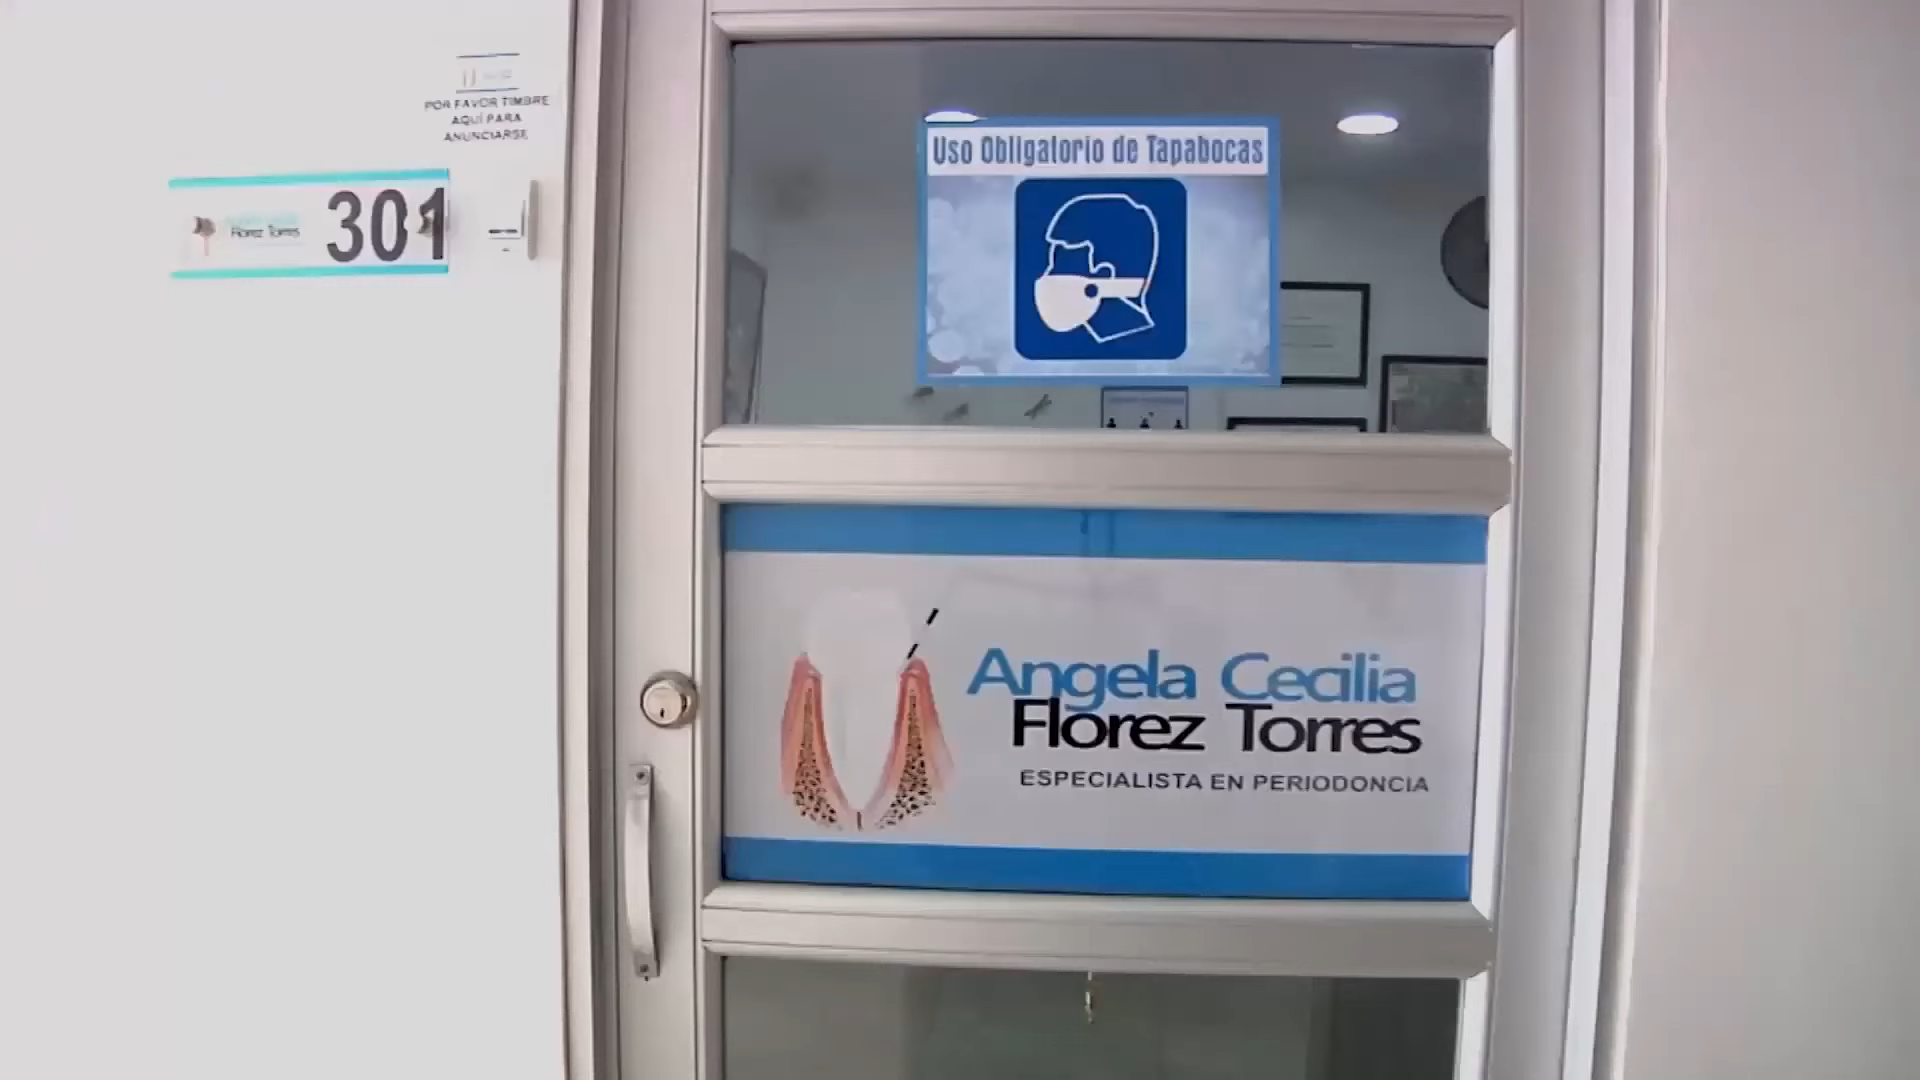 POR FAVOR TIMBRE
AQUÍ PARA
ANUNCIARSE
Florez Torres
301
Uso Obligatorio de Tapabocas
Angela Cecilia
Florez Torres
ESPECIALISTA EN PERIODONCIA